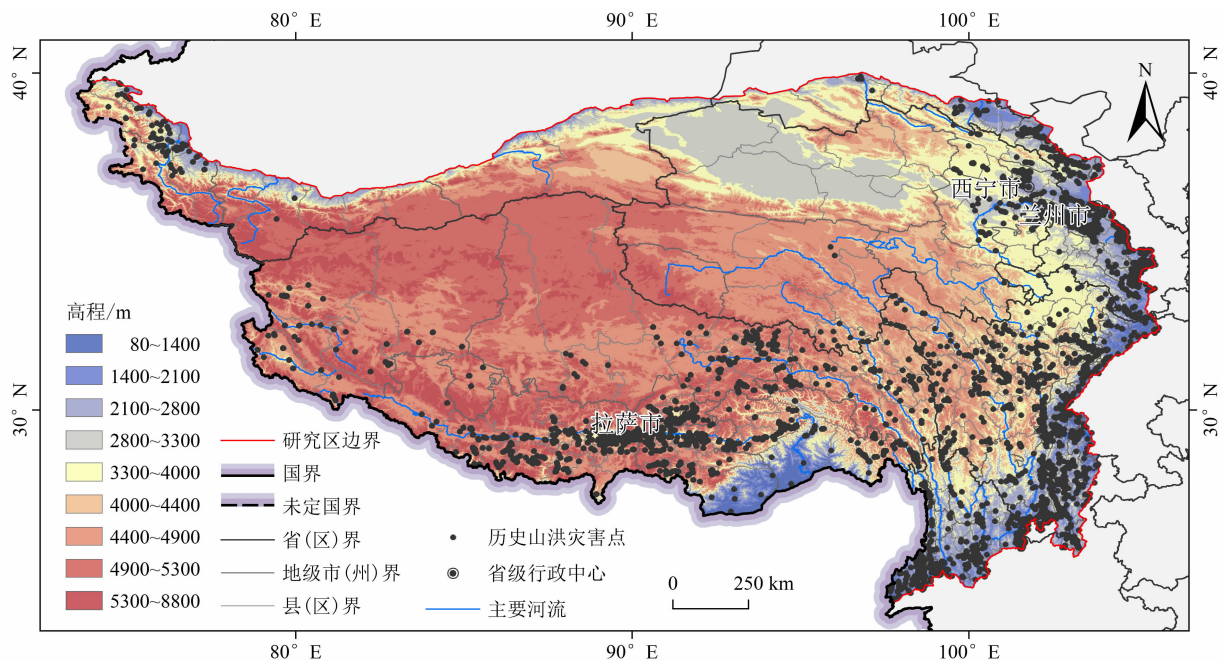 80° E
90° E
100° E
40° N
40° N
N
西宁市
兰州市
高程/m
80~1400
1400~2100
2100~2800
2800~3300
3300~4000
4000~4400
4400~4900
4900~5300
5300~8800
30° N
30° N
拉萨市
研究区边界
国界
未定国界
省(区)界
地级市(州)界
县(区)界
历史山洪灾害点
省级行政中心
主要河流
0 250 km
80° E
90° E
100° E